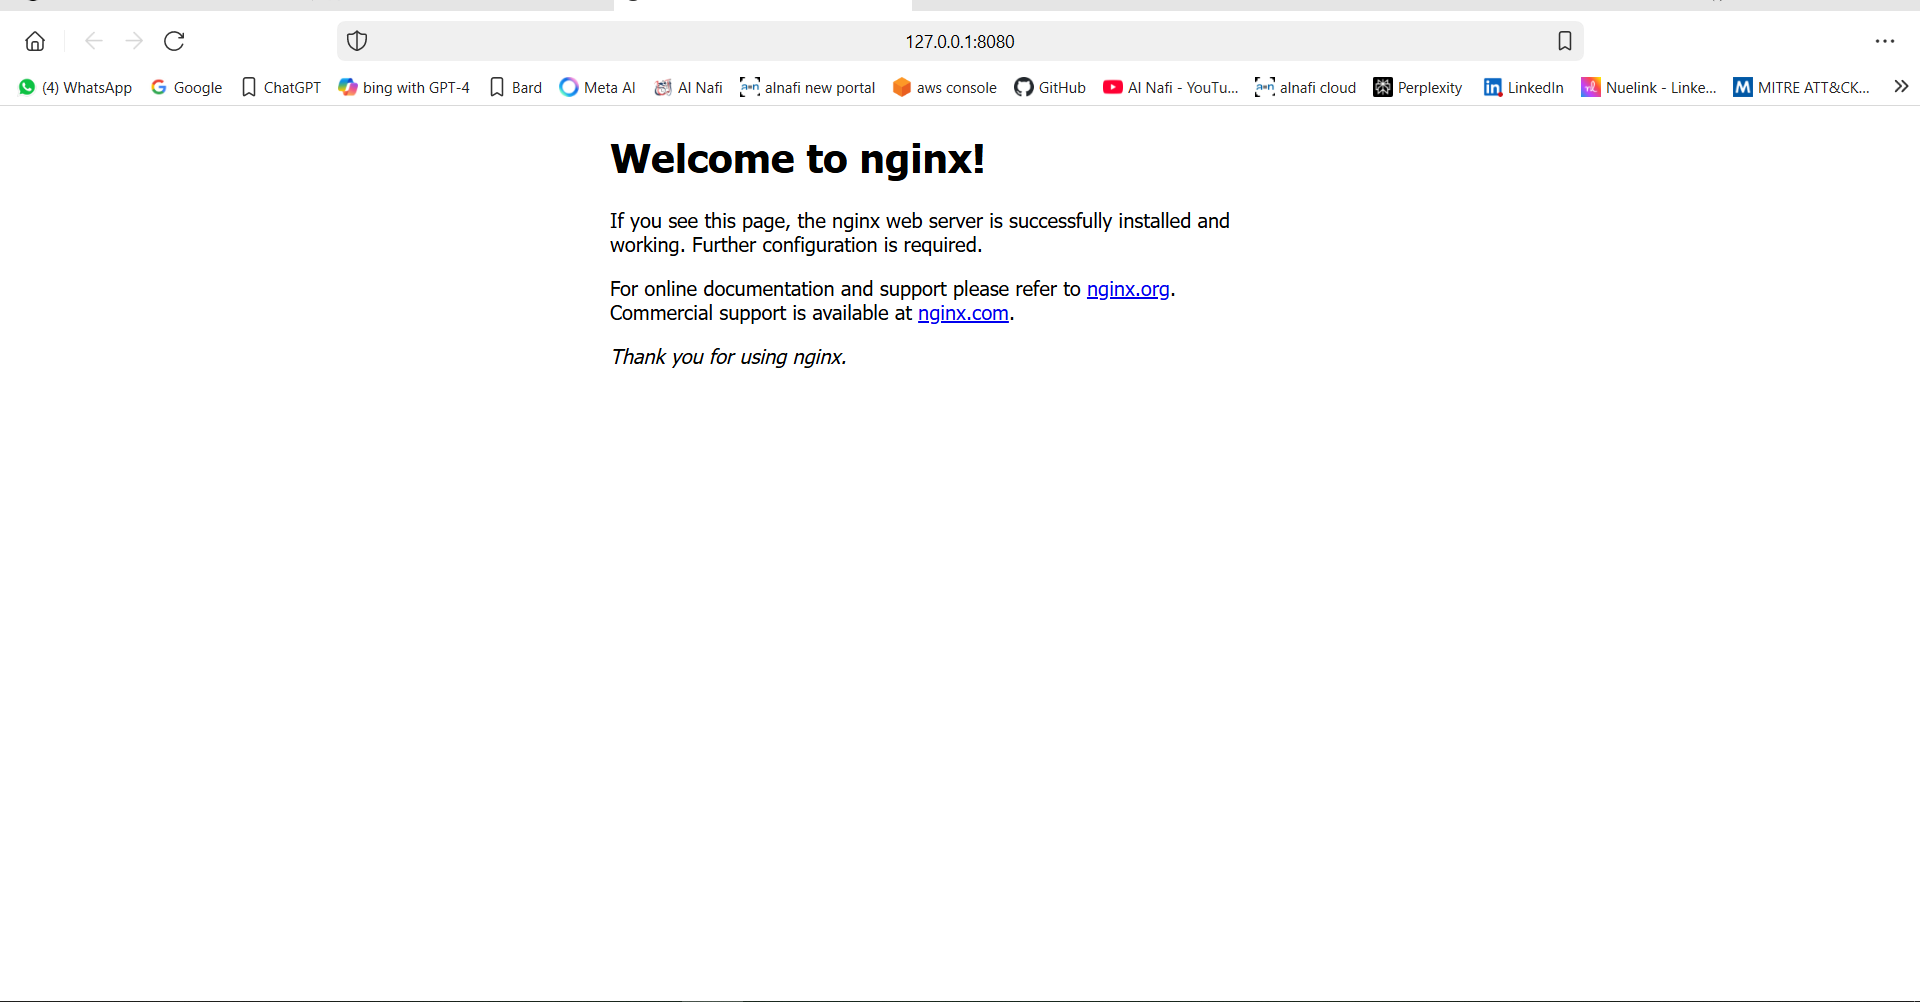 127.0.0.1:8080
(4) WhatsApp Google ChatGPT bing with GPT-4 Bard Meta AI Al Nafi alnafi new portal aws console GitHub Al Nafi - YouTu... alnafi cloud Perplexity LinkedIn Nuelink - Linke... MITRE ATT&CK...
Welcome to nginx!
If you see this page, the nginx web server is successfully installed and
working. Further configuration is required.
For online documentation and support please refer to nginx.org.
Commercial support is available at nginx.com.
Thank you for using nginx.